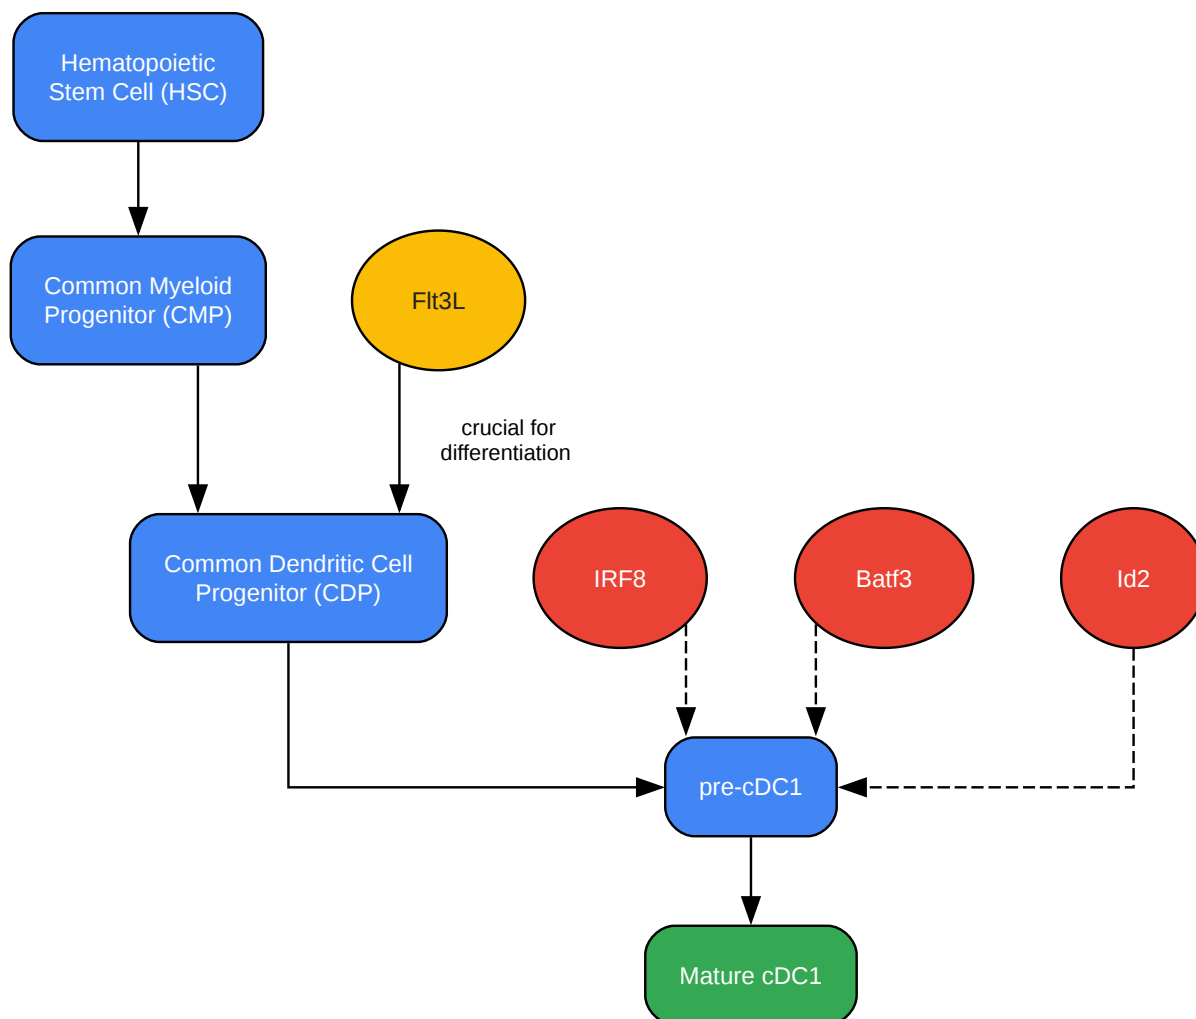 Hematopoietic
Stem Cell (HSC)
Common Myeloid
Progenitor (CMP)
Flt3L
crucial for
differentiation
Common Dendritic Cell
Progenitor (CDP)
IRF8
Batf3
Id2
pre-cDC1
Mature cDC1